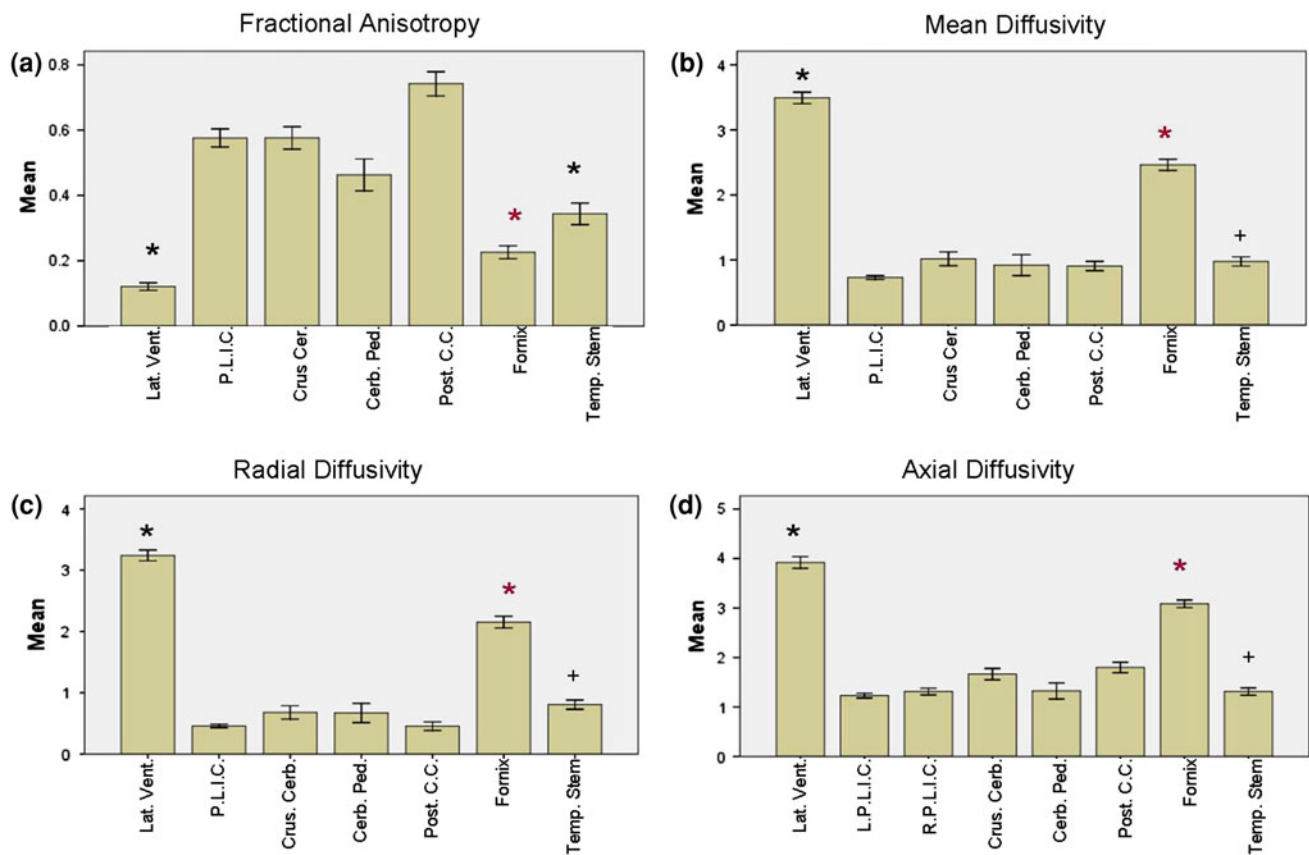 Fractional Anisotropy
(a)
0.8
0.6
0.4
0.2
0.0
Mean
*
*
*
Lat. Vent.
P.L.I.C.
Crus Cer.
Cerb. Ped.
Post. C.C.
Fornix
Temp. Stem
Mean Diffusivity
(b)
4
3
2
1
0
Mean
*
*
+
Lat. Vent.
P.L.I.C.
Crus Cer.
Cerb. Ped.
Post. C.C.
Fornix
Temp. Stem
Radial Diffusivity
(c)
4
3
2
1
0
Mean
*
*
+
Lat. Vent.
P.L.I.C.
Crus. Cerb.
Cerb. Ped.
Post. C.C.
Fornix
Temp. Stem
Axial Diffusivity
(d)
5
4
3
2
1
0
Mean
*
*
+
Lat. Vent.
L.P.L.I.C.
R.P.L.I.C.
Crus. Cerb.
Cerb. Ped.
Post. C.C.
Fornix
Temp. Stem